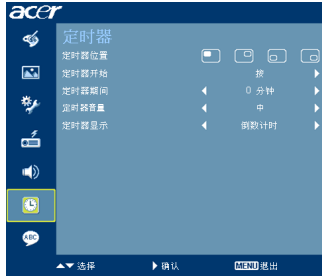 acer
定时器
定时器位置
定时器开始 按
定时器期间 0 分钟
定时器音量 中
定时器显示 倒数计时
ABC
选择 确认 MENU 退出